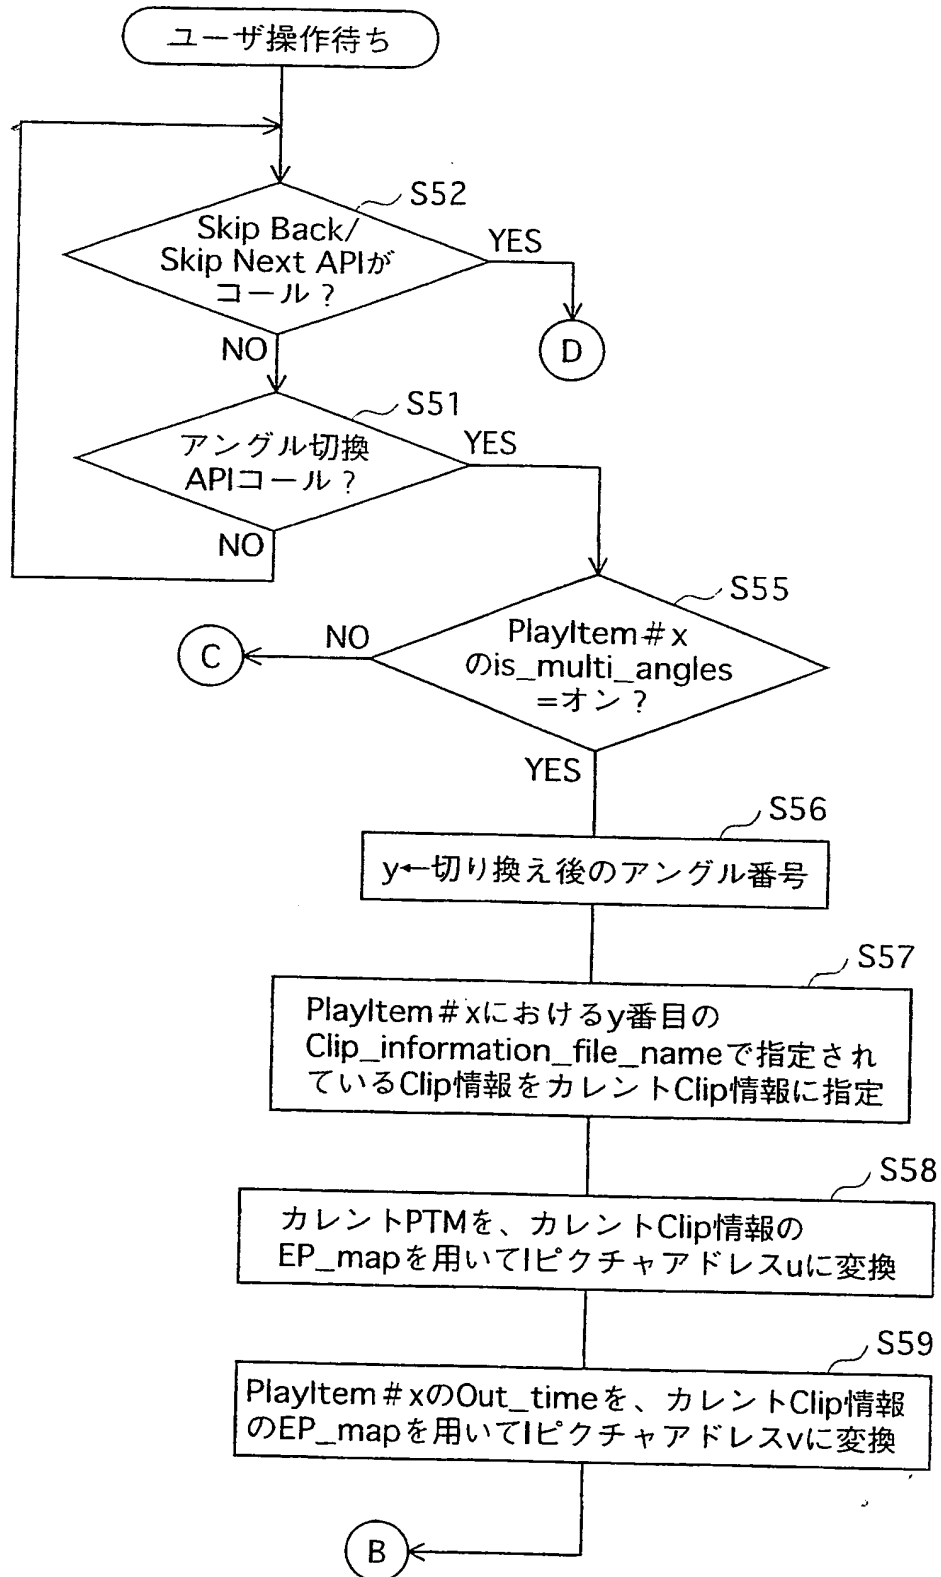 ユーザ操作待ち
S52
Skip Back/
Skip Next APIが
コール？
YES
D
NO
S51
アングル切換
APIコール？
YES
NO
S55
PlayItem＃x
のis_multi_angles
=オン？
NO
C
YES
S56
y←切り換え後のアングル番号
S57
PlayItem＃xにおけるy番目の
Clip_information_file_nameで指定され
ているClip情報をカレントClip情報に指定
S58
カレントPTMを、カレントClip情報の
EP_mapを用いてIピクチャアドレスuに変換
S59
PlayItem＃xのOut_timeを、カレントClip情報
のEP_mapを用いてIピクチャアドレスvに変換
B